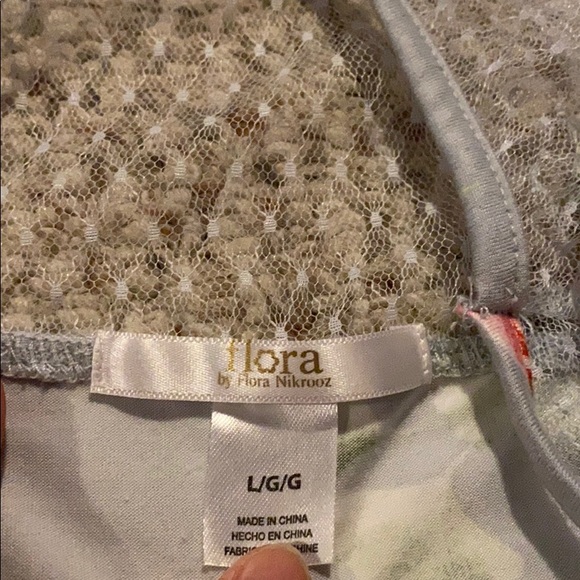 flora
by Flora Nikrooz
L/G/G
MADE IN CHINA
HECHO EN CHINA